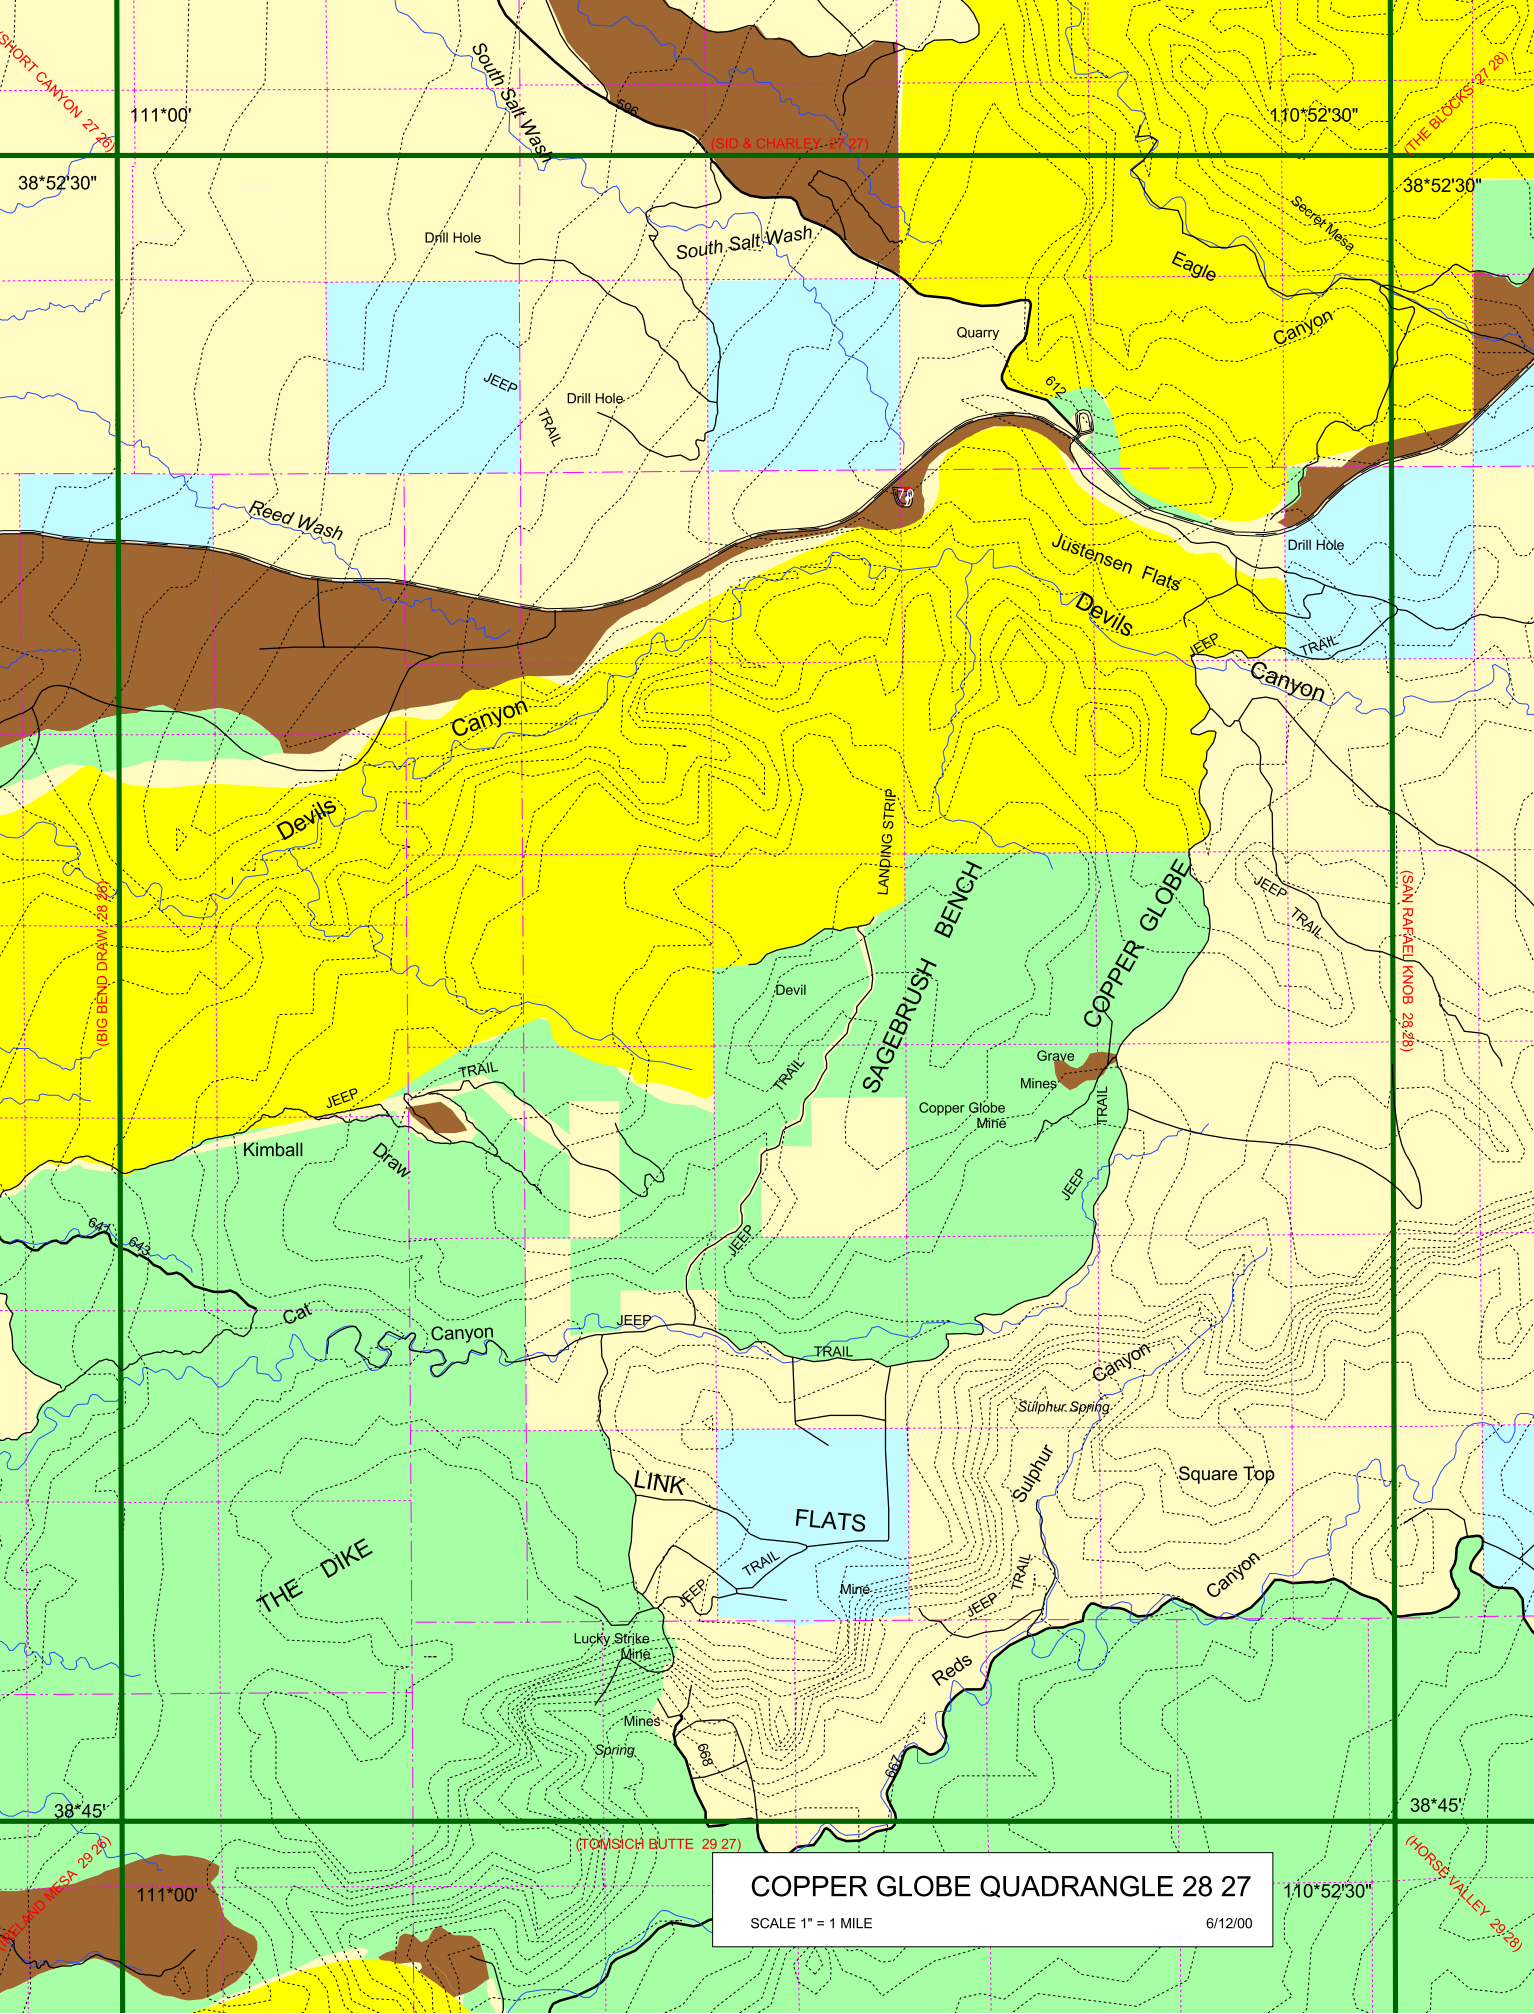 (SHORT CANYON 27 26)
111*00'
38*52'30"
South Salt Wash
596
(SID & CHARLEY 27 27)
110*52'30"
(THE BLOCKS 27 28)
38*52'30"
Secret Mesa
Drill Hole
South Salt Wash
Eagle
Canyon
Quarry
JEEP
TRAIL
Drill Hole
612
Reed Wash
70
Justensen Flats
Drill Hole
Devils
JEEP
TRAIL
Canyon
Canyon
Devils
LANDING STRIP
(BIG BEND DRAW 28 26)
SAGEBRUSH BENCH
COPPER GLOBE
JEEP
TRAIL
(SAN RAFAEL KNOB 28 28)
Devil
TRAIL
Grave
Mines
TRAIL
Copper Globe
Mine
JEEP
TRAIL
Kimball
Draw
JEEP
JEEP
641
643
Cat
Canyon
JEEP
TRAIL
Canyon
Sulphur Spring
Sulphur
Square Top
LINK
FLATS
THE DIKE
TRAIL
JEEP
Mine
TRAIL
JEEP
Canyon
Lucky Strike
Mine
Reds
Mines
Spring
668
667
38*45'
38*45'
(TOMSICH BUTTE 29 27)
(IRELAND MESA 29 26)
111*00'
COPPER GLOBE QUADRANGLE 28 27
SCALE 1" = 1 MILE
6/12/00
110*52'30"
(HORSE VALLEY 29 28)